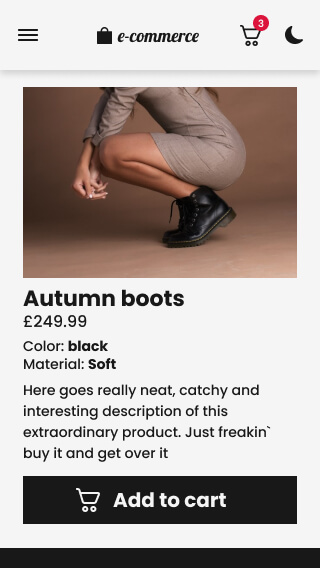 e-commerce
3
Autumn boots
£249.99
Color: black
Material: Soft
Here goes really neat, catchy and
interesting description of this
extraordinary product. Just freakin`
buy it and get over it
Add to cart